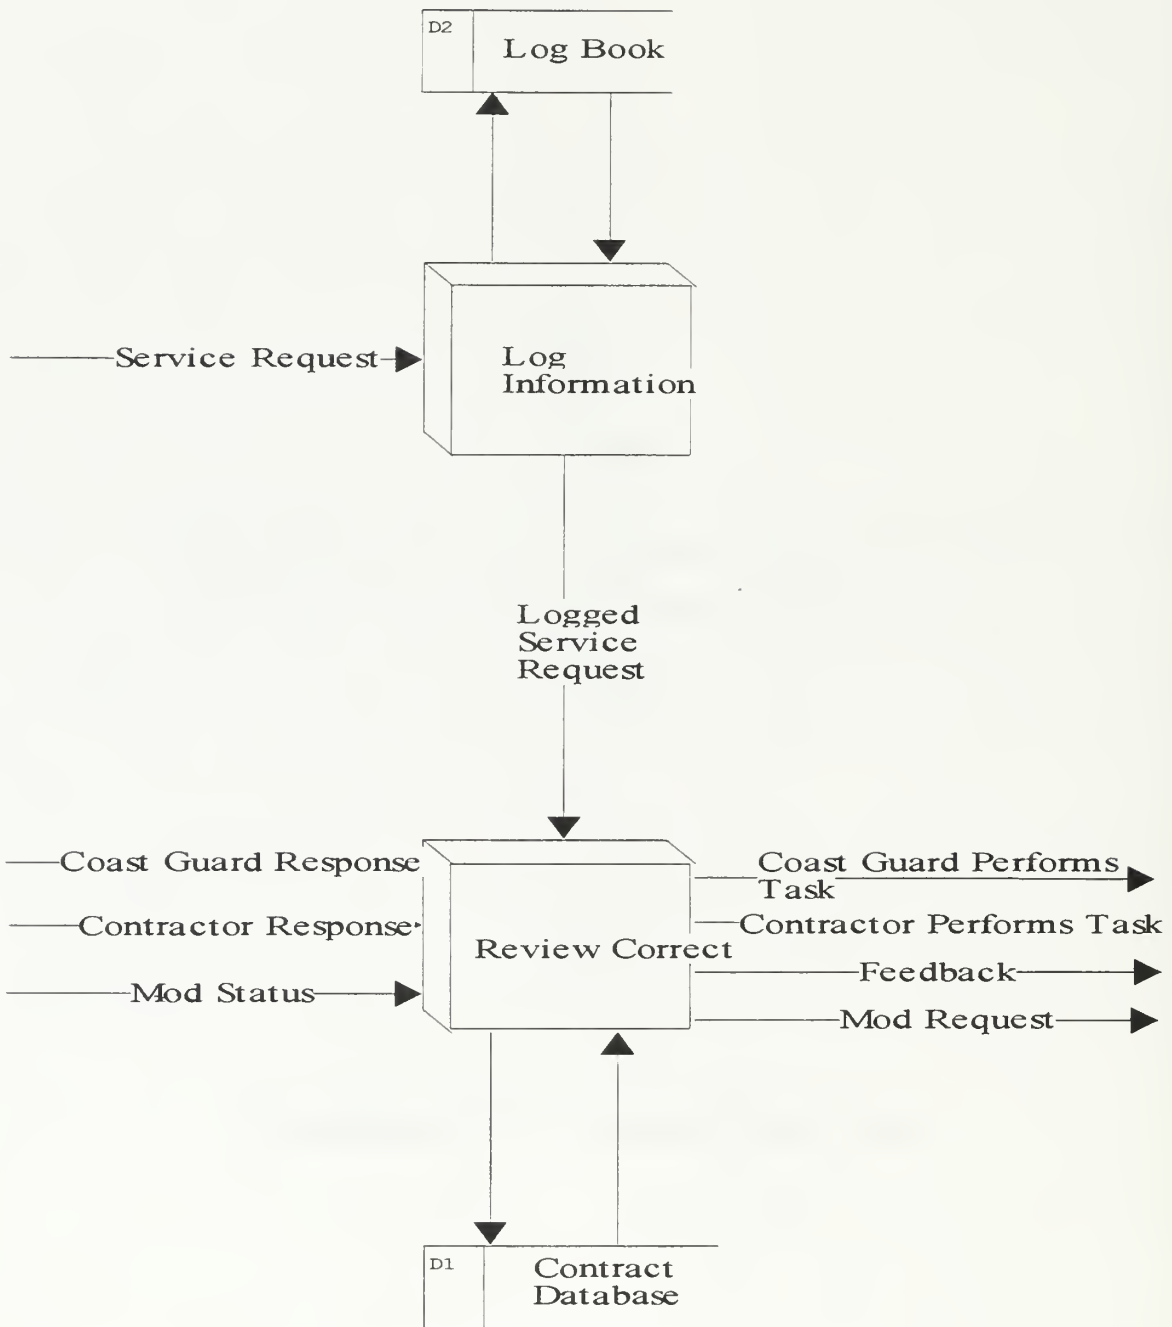 D2
Log Book
Service Request
Log
Information
Logged
Service
Request
Coast Guard Response
Contractor Response
Mod Status
Review Correct
Coast Guard Performs
Task
Contractor Performs Task
Feedback
Mod Request
D1
Contract
Database